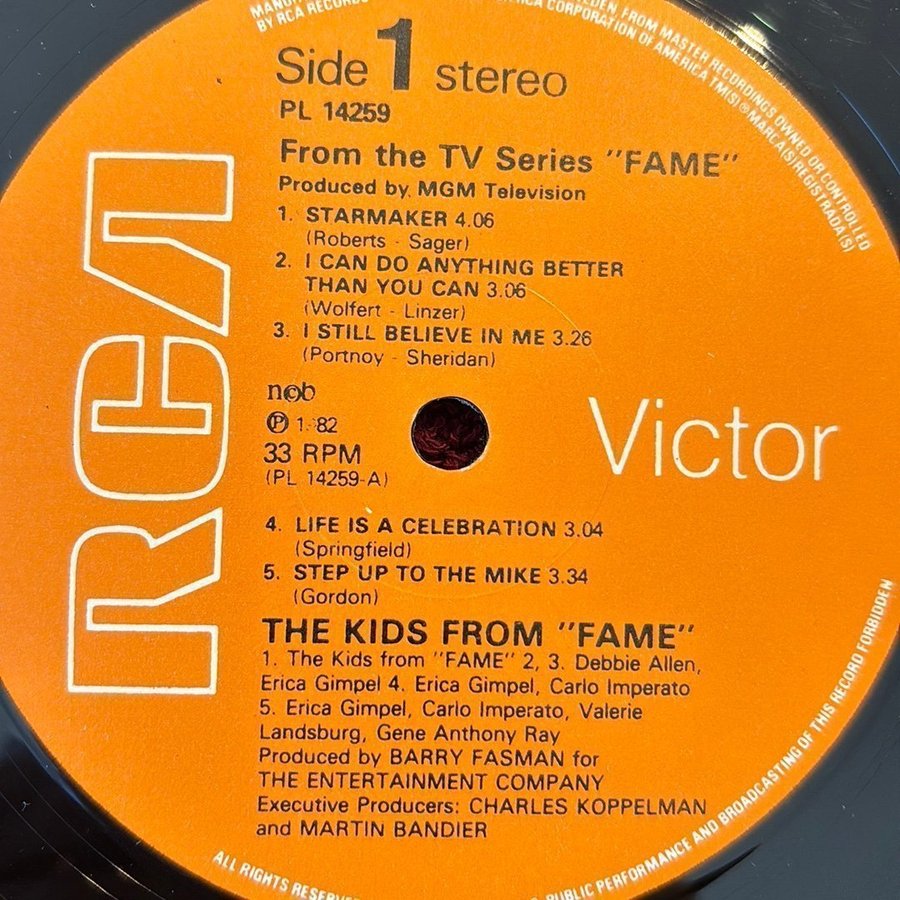 BY RCA RECORDS
EDEN FROM MASTER RECORDINGS OWNED OR CONTROLLED
CORPORATION OF AMERICA TM(S)® MARCA(S) REGISTRADA(S)
Side 1 stereo
PL 14259
From the TV Series "FAME"
Produced by MGM Television
1. STARMAKER 4.06
(Roberts - Sager)
2. I CAN DO ANYTHING BETTER
THAN YOU CAN 3.06
(Wolfert - Linzer)
3. I STILL BELIEVE IN ME 3.26
(Portnoy - Sheridan)
RCA
Victor
ncb
℗ 1982
33 RPM
(PL 14259-A)
4. LIFE IS A CELEBRATION 3.04
(Springfield)
5. STEP UP TO THE MIKE 3.34
(Gordon)
THE KIDS FROM "FAME"
1. The Kids from "FAME" 2, 3. Debbie Allen,
Erica Gimpel 4. Erica Gimpel, Carlo Imperato
5. Erica Gimpel, Carlo Imperato, Valerie
Landsburg, Gene Anthony Ray
Produced by BARRY FASMAN for
THE ENTERTAINMENT COMPANY
Executive Producers: CHARLES KOPPELMAN
and MARTIN BANDIER
ALL RIGHTS RESERVED
PUBLIC PERFORMANCE AND BROADCASTING OF THIS RECORD FORBIDDEN